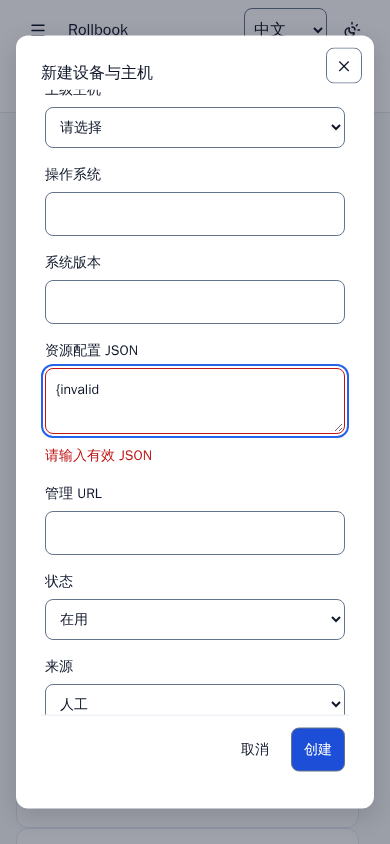 Rollbook
中文
新建设备与主机
上级主机
请选择
操作系统
系统版本
资源配置 JSON
{invalid
请输入有效 JSON
管理 URL
状态
在用
来源
人工
取消
创建